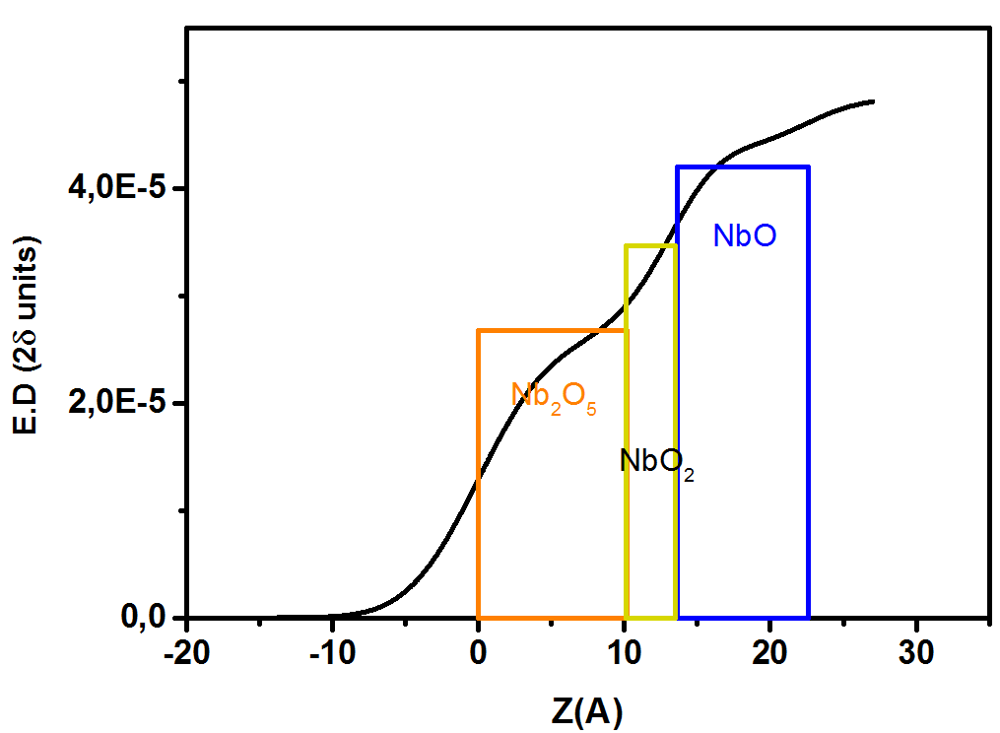 4,0E-5
2,0E-5
0,0
E.D (2δ units)
NbO
Nb₂O₅
NbO₂
-20 -10 0 10 20 30
Z(A)